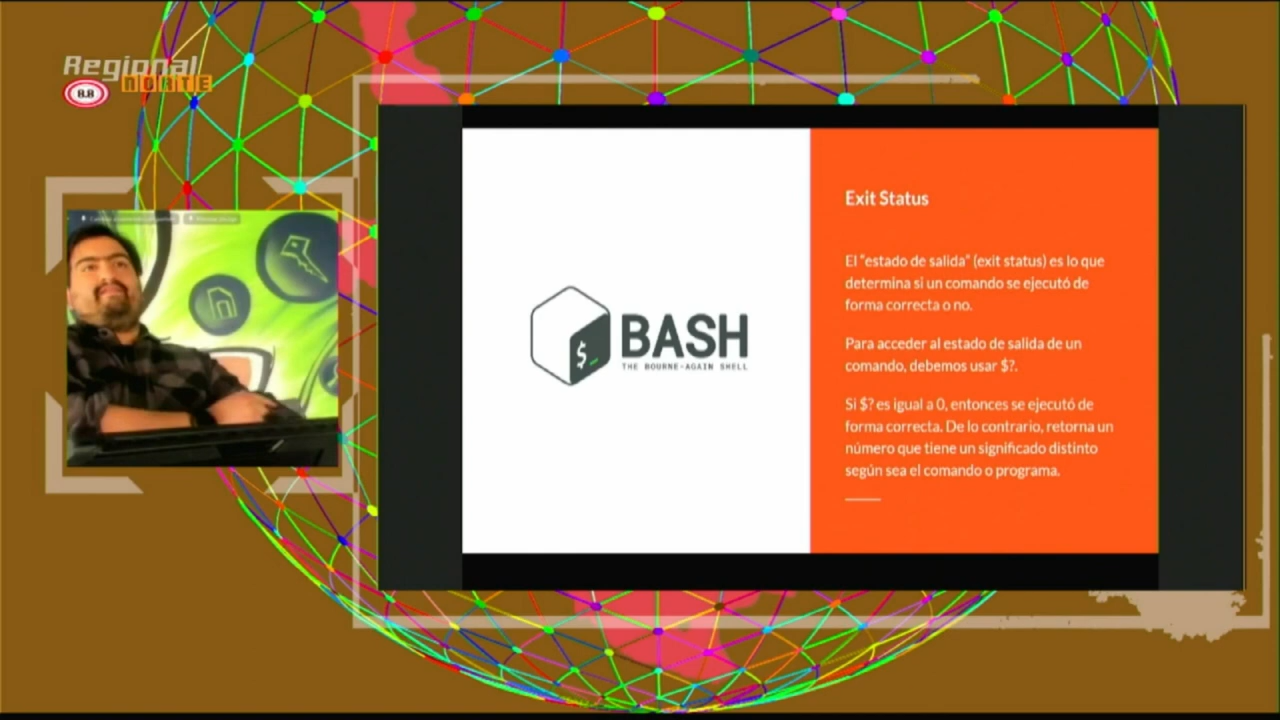 Regional
NORTE
8.8
BASH
THE BOURNE-AGAIN SHELL
$_
Exit Status
El "estado de salida" (exit status) es lo que
determina si un comando se ejecutó de
forma correcta o no.
Para acceder al estado de salida de un
comando, debemos usar $?.
Si $? es igual a 0, entonces se ejecutó de
forma correcta. De lo contrario, retorna un
número que tiene un significado distinto
según sea el comando o programa.